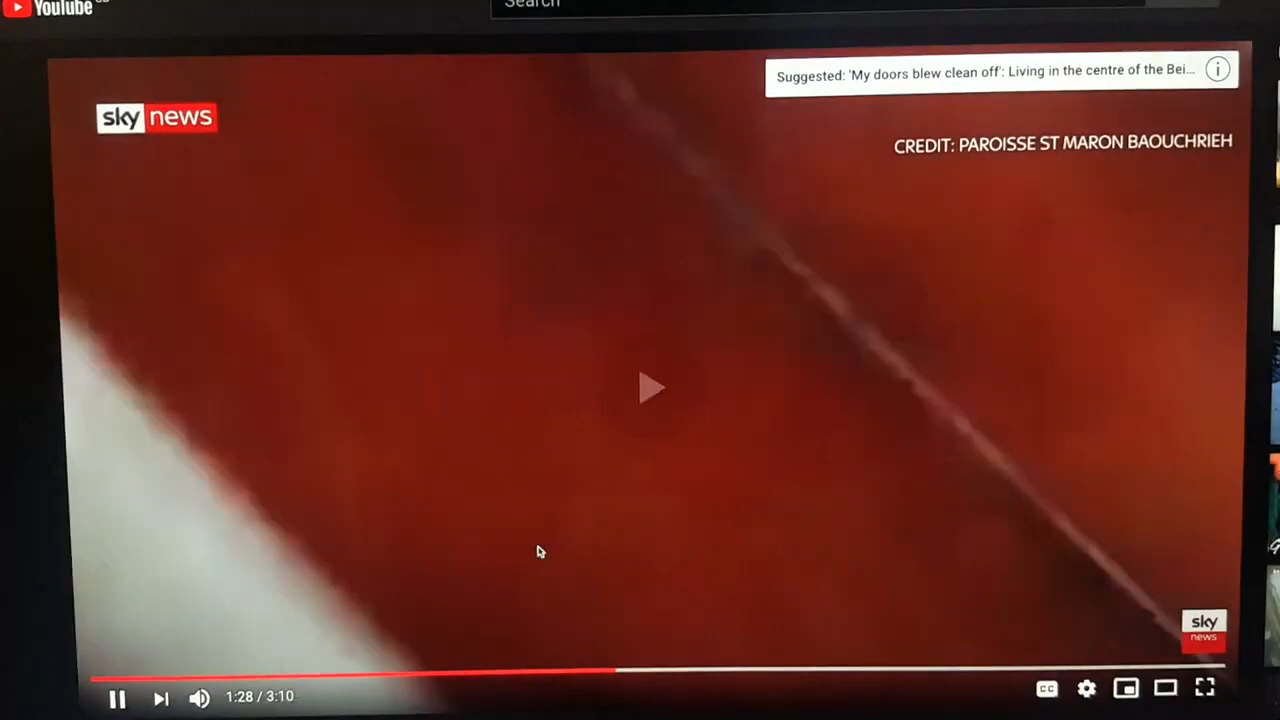 YouTube
Search
Suggested: 'My doors blew clean off': Living in the centre of the Bei...
sky news
CREDIT: PAROISSE ST MARON BAOUCHRIEH
sky
news
1:28 / 3:10
CC